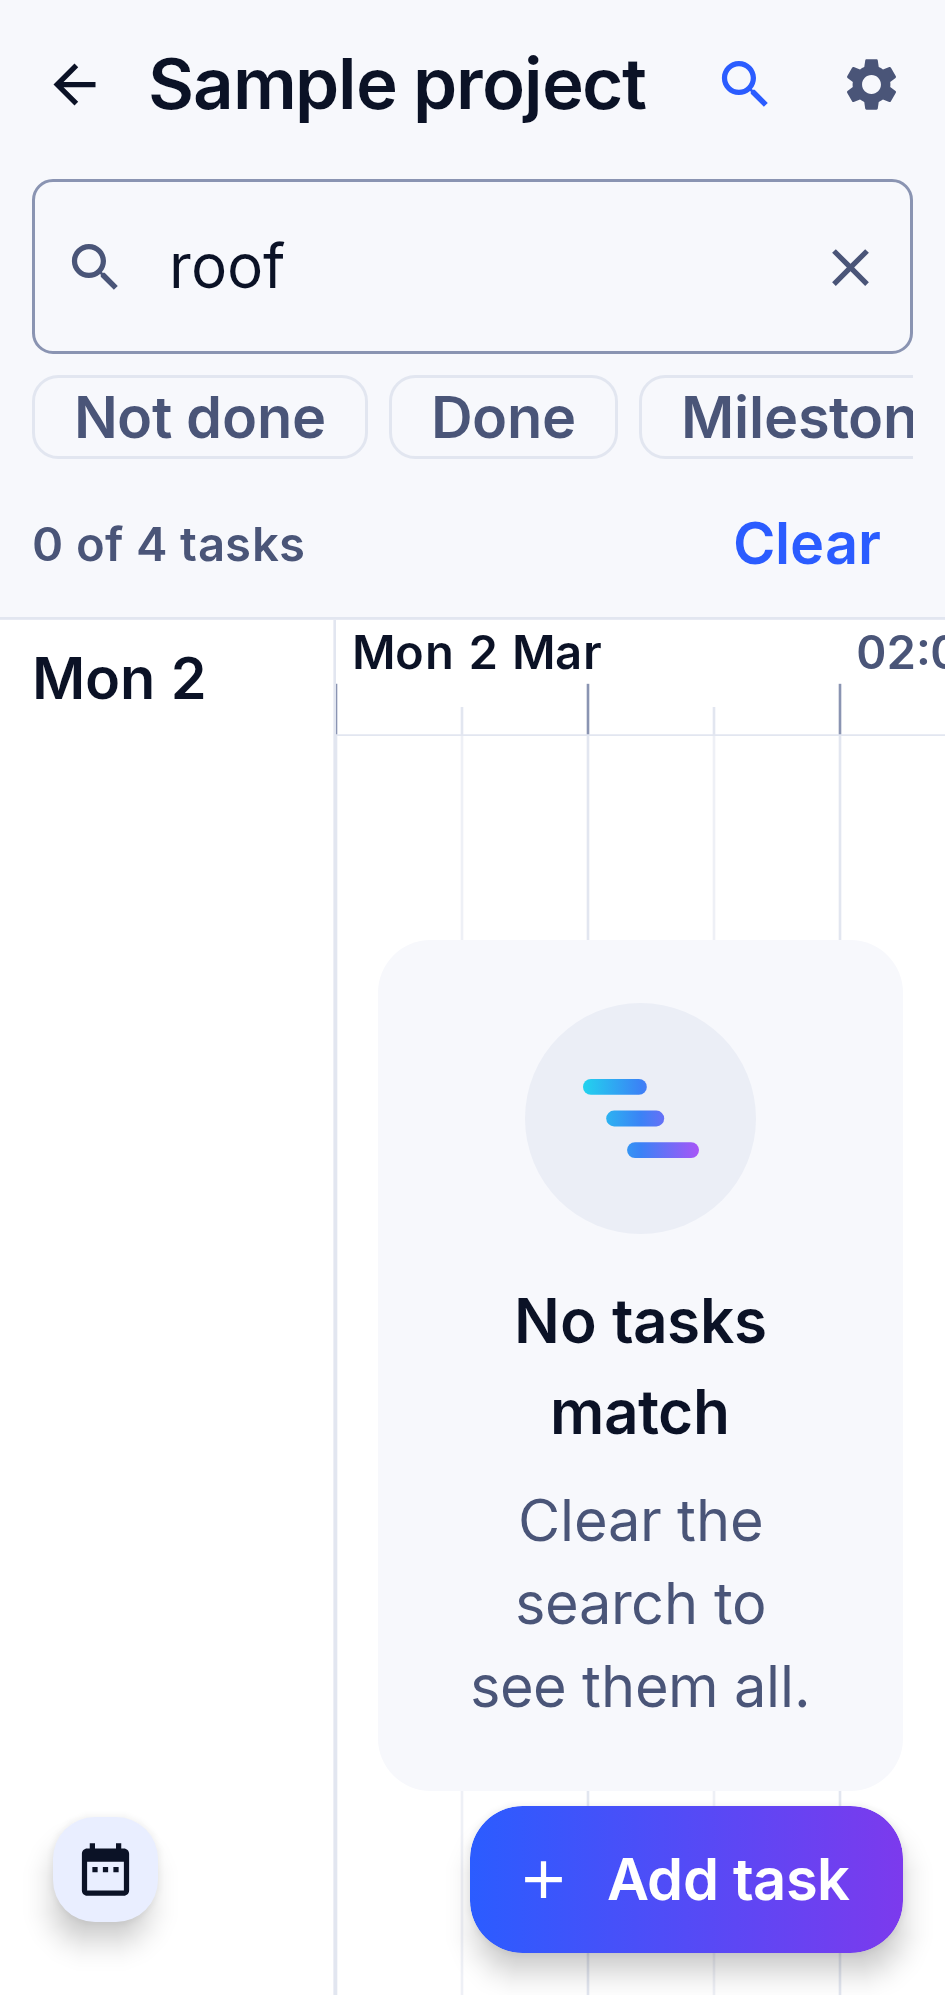 Sample project
roof
Not done
Done
Mileston
0 of 4 tasks
Clear
Mon 2
Mon 2 Mar
02:0
No tasks
match
Clear the
search to
see them all.
Add task